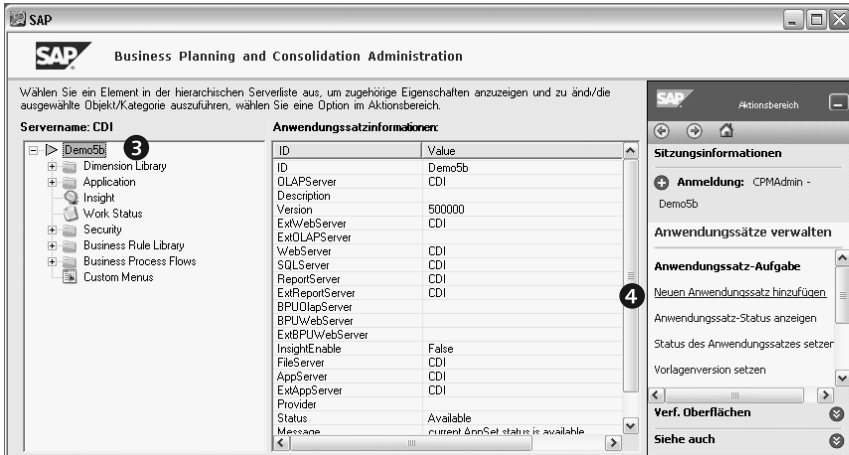 SAP
SAP Business Planning and Consolidation Administration
Wählen Sie ein Element in der hierarchischen Serverliste aus, um zugehörige Eigenschaften anzuzeigen und zu änd/die
ausgewählte Objekt/Kategorie auszuführen, wählen Sie eine Option im Aktionsbereich.
Servername: CDI
3
Demo5b
Dimension Library
Application
Insight
Work Status
Security
Business Rule Library
Business Process Flows
Custom Menus
Anwendungssatzinformationen:
ID Value
ID Demo5b
OLAPServer CDI
Description
Version 500000
ExtWebServer CDI
ExtOLAPServer
WebServer CDI
SQLServer CDI
ReportServer CDI
ExtReportServer CDI
BPUOlapServer
BPUWebServer
ExtBPUWebServer
InsightEnable False
FileServer CDI
AppServer CDI
ExtAppServer CDI
Provider
Status Available
Message current AppSet status is available
4
SAP Aktionsbereich
Sitzungsinformationen
Anmeldung: CPMAdmin -
Demo5b
Anwendungssätze verwalten
Anwendungssatz-Aufgabe
Neuen Anwendungssatz hinzufügen
Anwendungssatz-Status anzeigen
Status des Anwendungssatzes setzen
Vorlagenversion setzen
Verf. Oberflächen
Siehe auch